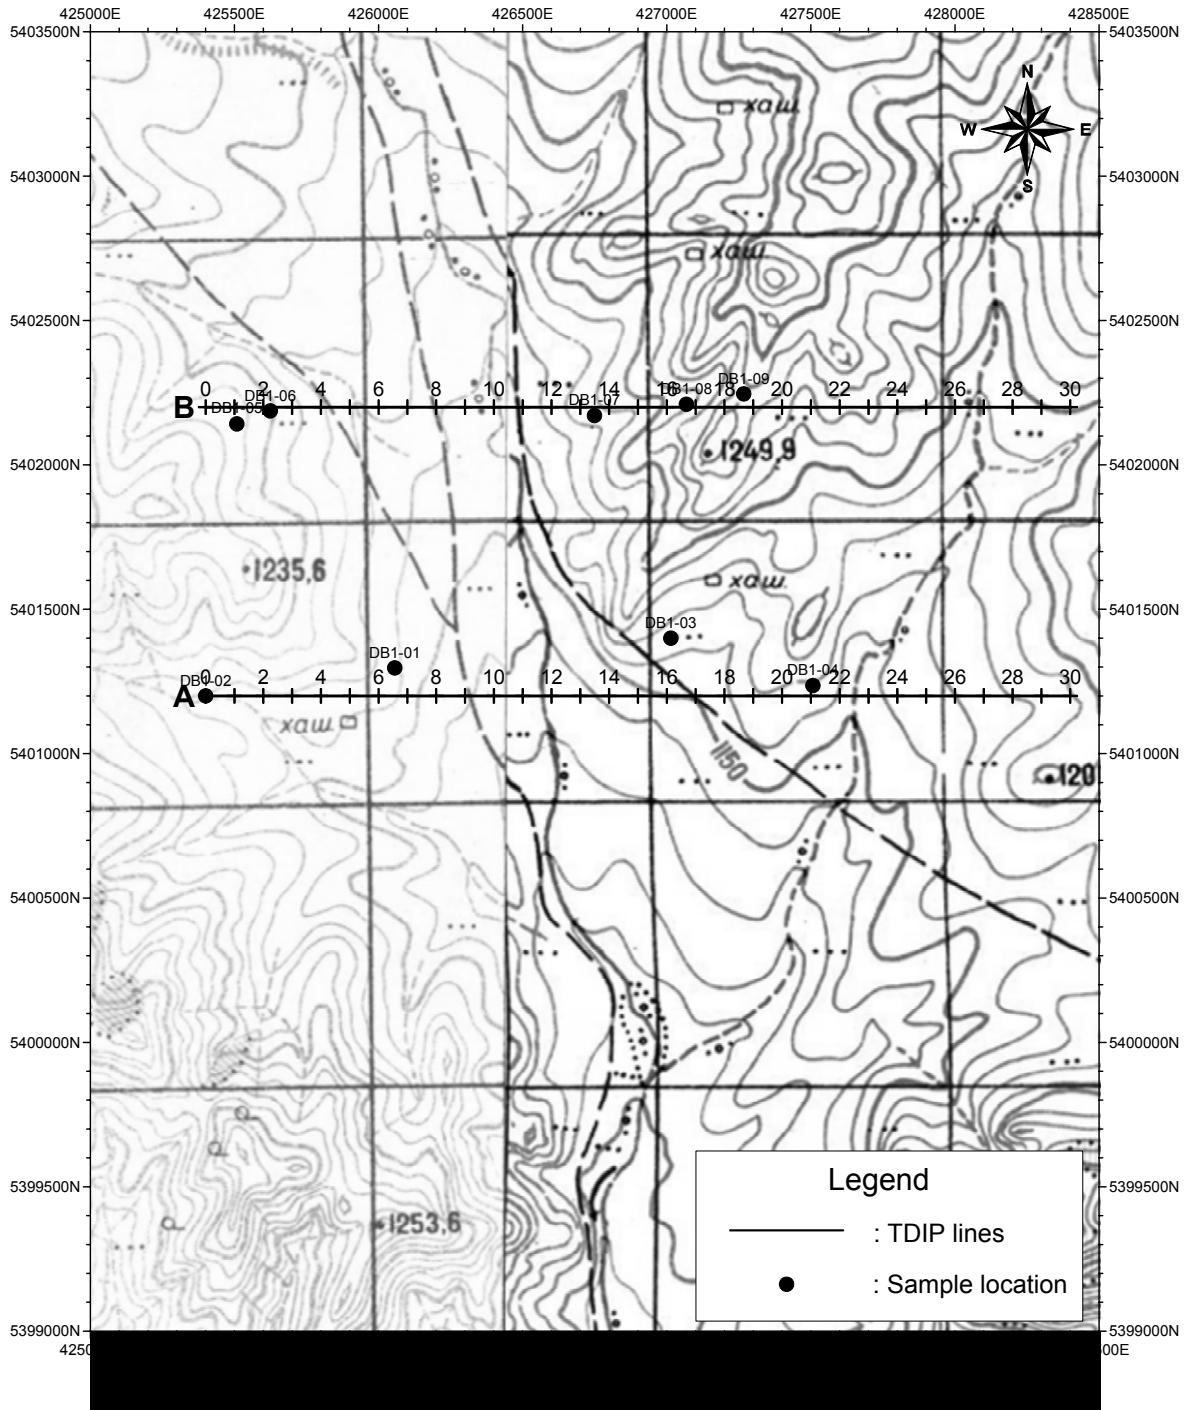 425000E 425500E 426000E 426500E 427000E 427500E 428000E 428500E
5403500N 5403500N
N
W E
S
хаш.
5403000N 5403000N
хаш.
5402500N 5402500N
DB1-09
B 0 2 4 6 8 10 12 14 16 18 20 22 24 26 28 30
DB1-05 DB1-06 DB1-07 DB1-08
1249,9
5402000N 5402000N
1235,6
хаш.
5401500N 5401500N
DB1-03
DB1-01
DB1-04
A 0 2 4 6 8 10 12 14 16 18 20 22 24 26 28 30
DB1-02
хаш.
1150
5401000N 5401000N
120
5400500N 5400500N
5400000N 5400000N
5399500N 5399500N
1253,6
Legend
: TDIP lines
: Sample location
5399000N 5399000N